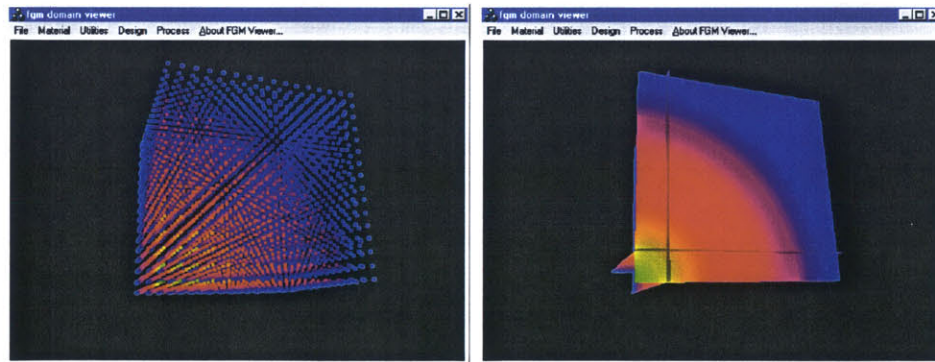 fgm domain viewer
File Material Utilities Design Process About FGM Viewer...
fgm domain viewer
File Material Utilities Design Process About FGM Viewer...